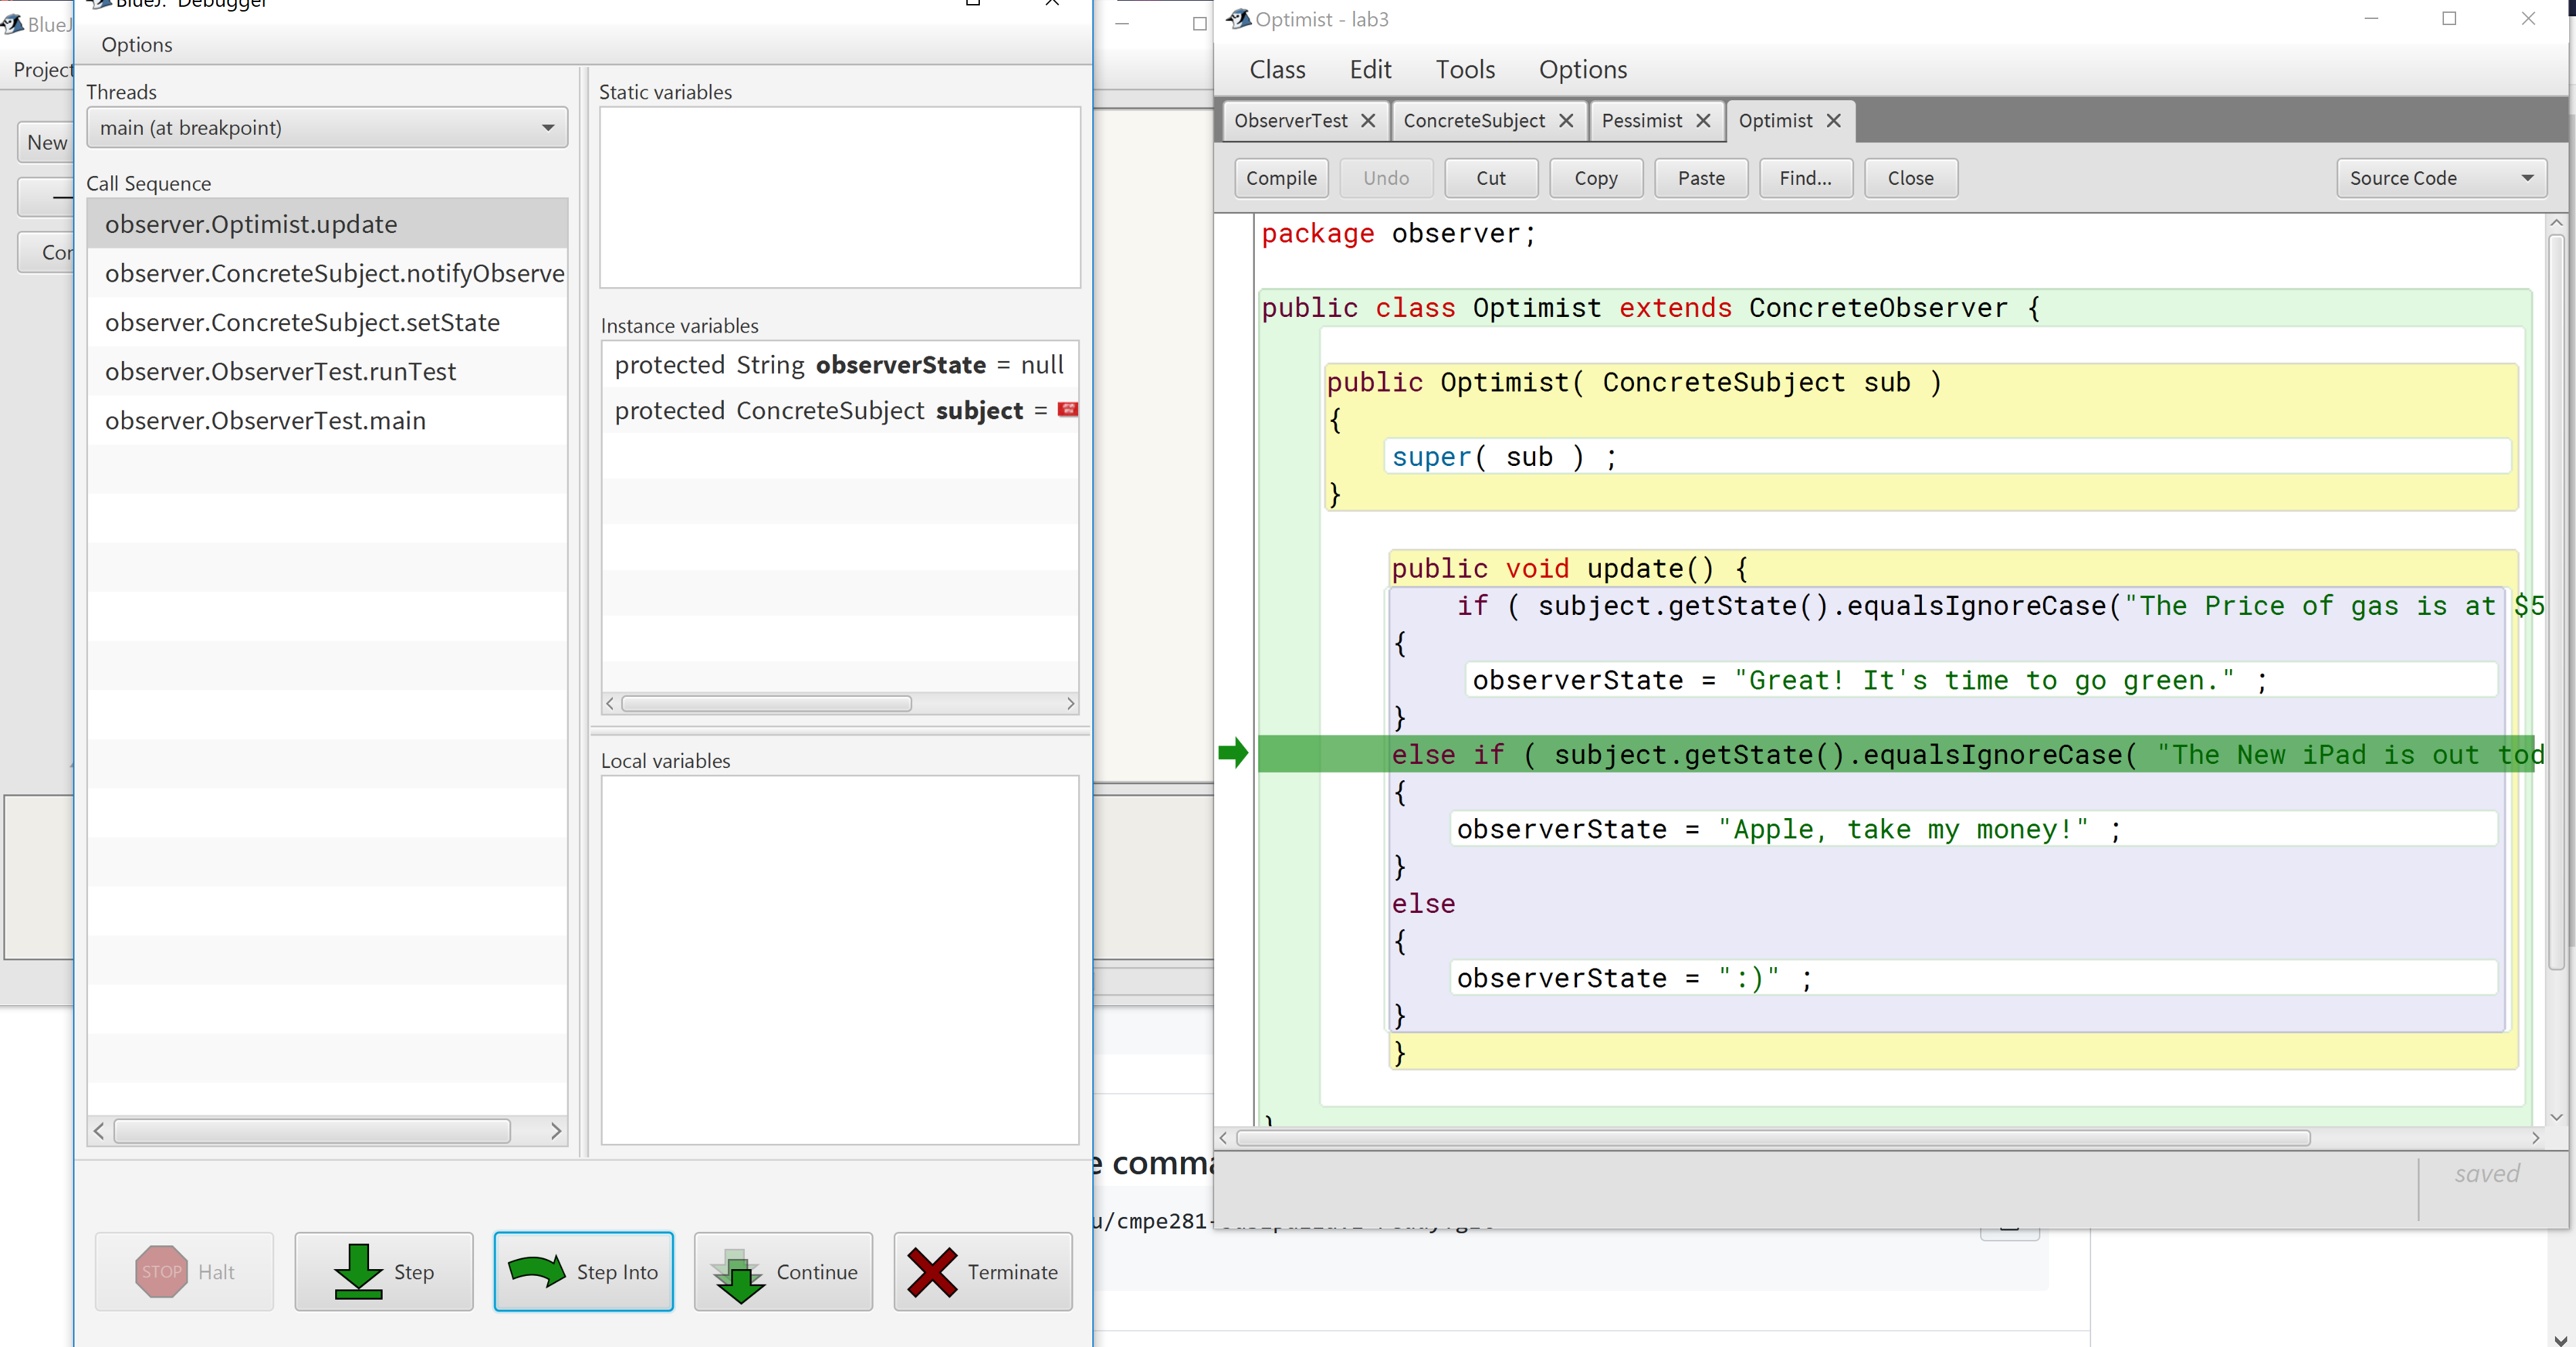 BlueJ
Project
New
BlueJ: Debugger
Options
Threads
main (at breakpoint)
Call Sequence
observer.Optimist.update
observer.ConcreteSubject.notifyObserve
observer.ConcreteSubject.setState
observer.ObserverTest.runTest
observer.ObserverTest.main
Static variables
Instance variables
protected String observerState = null
protected ConcreteSubject subject =
Local variables
STOP Halt
Step
Step Into
Continue
Terminate
Optimist - lab3
Class Edit Tools Options
ObserverTest ConcreteSubject Pessimist Optimist
Compile Undo Cut Copy Paste Find... Close Source Code
package observer;
public class Optimist extends ConcreteObserver {
public Optimist( ConcreteSubject sub )
{
super( sub ) ;
}
public void update() {
if ( subject.getState().equalsIgnoreCase("The Price of gas is at $5
{
observerState = "Great! It's time to go green." ;
}
else if ( subject.getState().equalsIgnoreCase( "The New iPad is out tod
{
observerState = "Apple, take my money!" ;
}
else
{
observerState = ":)" ;
}
}
saved
e comma
u/cmpe281-